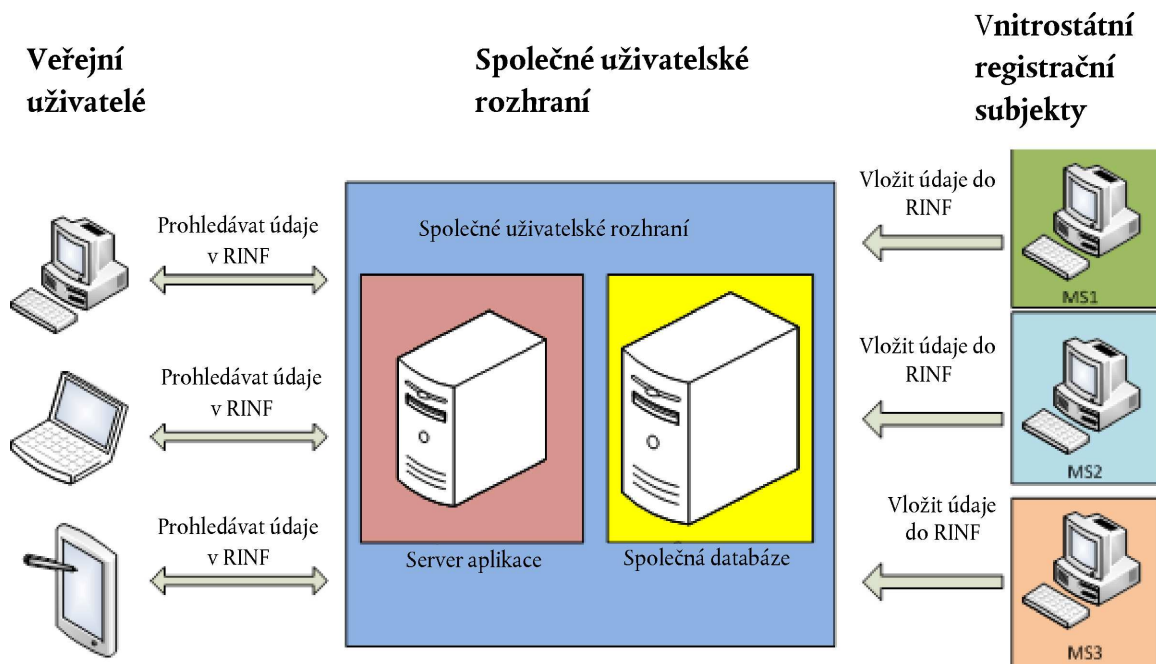 Veřejní
uživatelé
Společné uživatelské
rozhraní
Vnitrostátní
registrační
subjekty
Prohledávat údaje
v RINF
Prohledávat údaje
v RINF
Prohledávat údaje
v RINF
Společné uživatelské rozhraní
Server aplikace
Společná databáze
Vložit údaje do
RINF
MS1
Vložit údaje do
RINF
MS2
Vložit údaje
do RINF
MS3